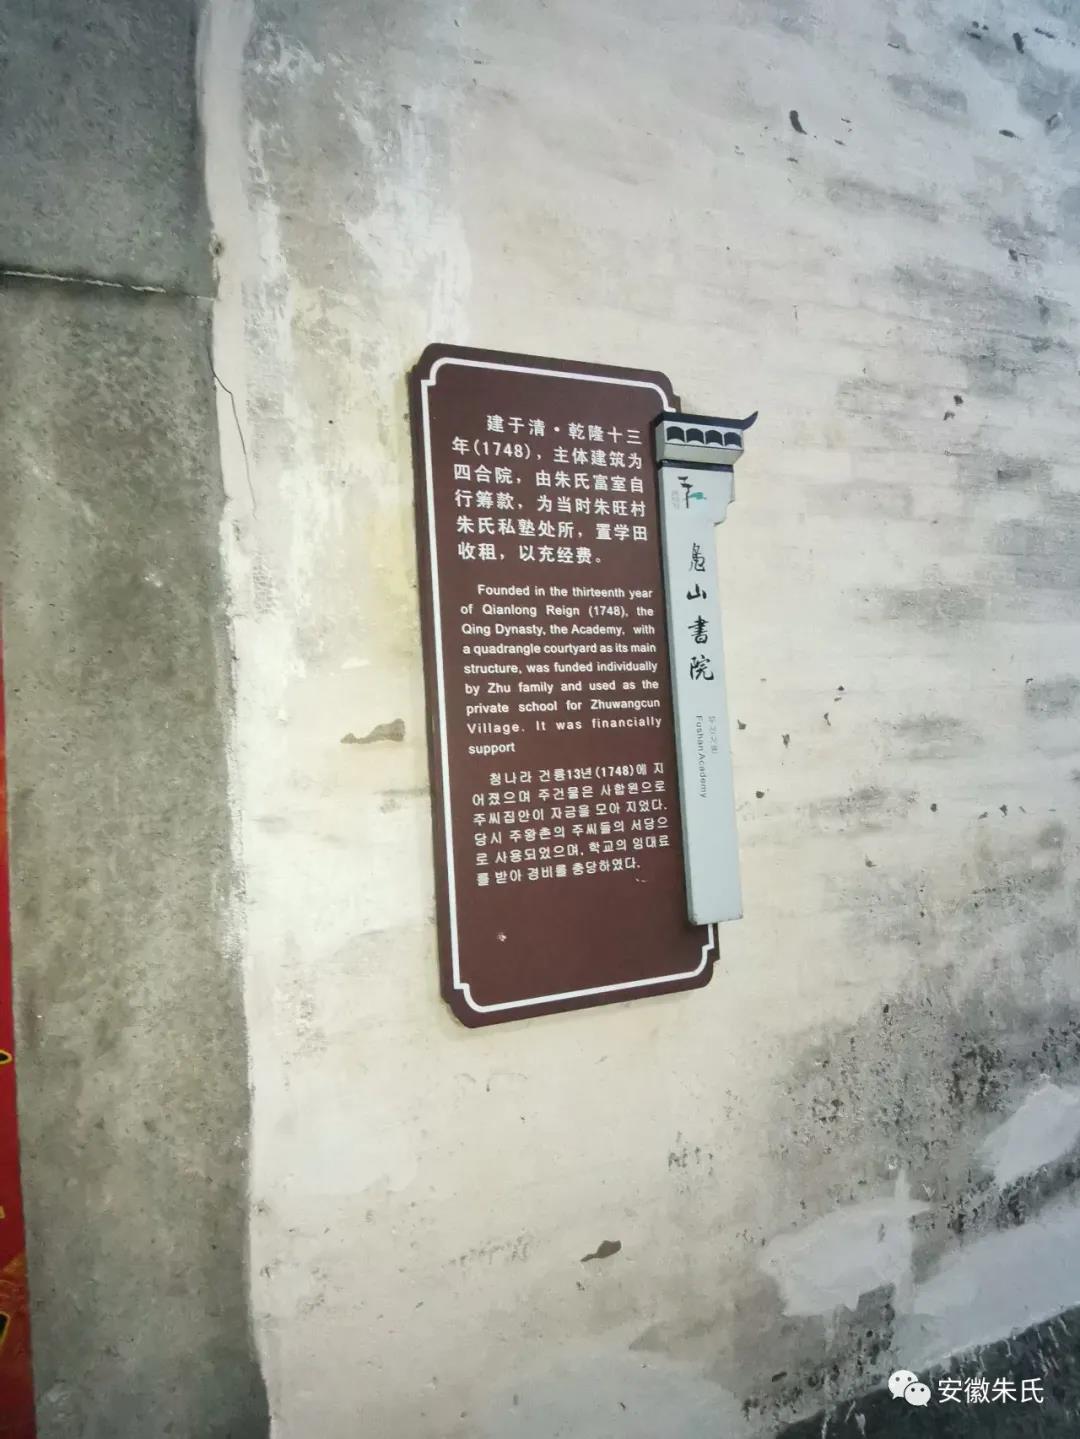 建于清·乾隆十三
年(1748)，主体建筑为
四合院，由朱氏富室自
行筹款，为当时朱旺村
朱氏私塾处所，置学田
收租，以充经费。
Founded in the thirteenth year
of Qianlong Reign (1748), the
Qing Dynasty, the Academy, with
a quadrangle courtyard as its main
structure, was funded individually
by Zhu family and used as the
private school for Zhuwangcun
Village. It was financially
support
청나라 건륭13년(1748)에 지
어졌으며 주건물은 사합원으로
주씨집안이 자금을 모아 지었다.
당시 주왕촌의 주씨들의 서당으
로 사용되었으며, 학교의 임대료
를 받아 경비를 충당하였다.
凫山書院
Fushan Academy
安徽朱氏